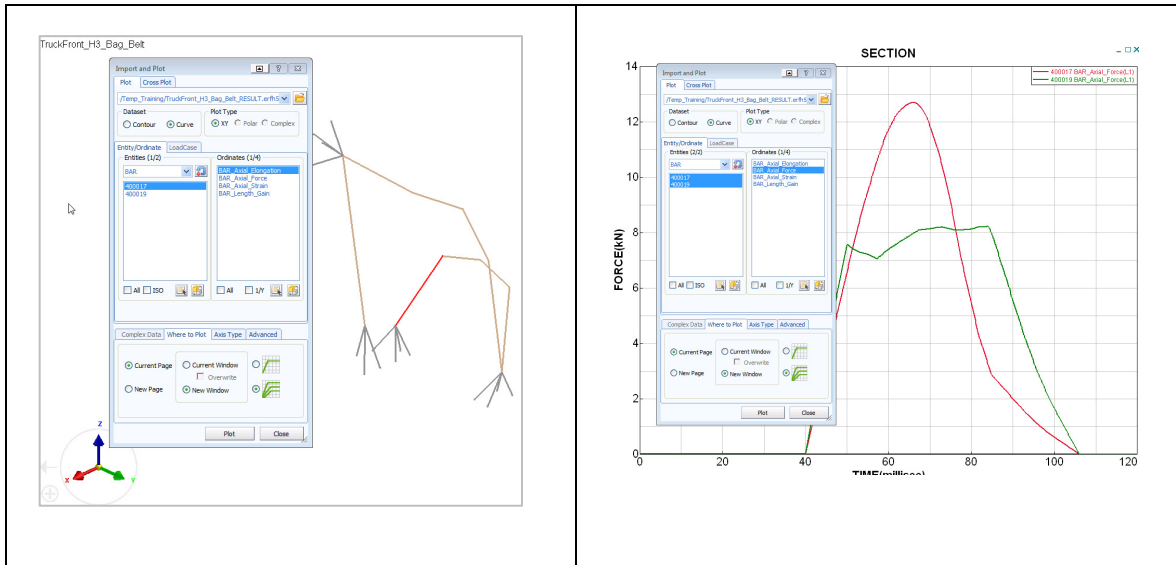 TruckFront_H3_Bag_Belt
Import and Plot
Plot Cross Plot
/Temp_Training/TruckFront_H3_Bag_Belt_RESULT.erfh5
Dataset Plot Type
Contour Curve XY Polar Complex
Entity/Ordinate LoadCase
Entities (1/2) Ordinates (1/4)
BAR
400017
400019
BAR_Axial_Elongation
BAR_Axial_Force
BAR_Axial_Strain
BAR_Length_Gain
All ISO All 1/Y
Complex Data Where to Plot Axis Type Advanced
Current Page Current Window
Overwrite
New Page New Window
Plot Close
Z
X
Y
SECTION
400017 BAR_Axial_Force(L1)
400019 BAR_Axial_Force(L1)
14
12
10
8
6
4
2
0
FORCE(kN)
Import and Plot
Plot Cross Plot
/Temp_Training/TruckFront_H3_Bag_Belt_RESULT.erfh5
Dataset Plot Type
Contour Curve XY Polar Complex
Entity/Ordinate LoadCase
Entities (2/2) Ordinates (1/4)
BAR
400017
400019
BAR_Axial_Elongation
BAR_Axial_Force
BAR_Axial_Strain
BAR_Length_Gain
All ISO All 1/Y
Complex Data Where to Plot Axis Type Advanced
Current Page Current Window
Overwrite
New Page New Window
Plot Close
0 20 40 60 80 100 120
TIME(millisec)